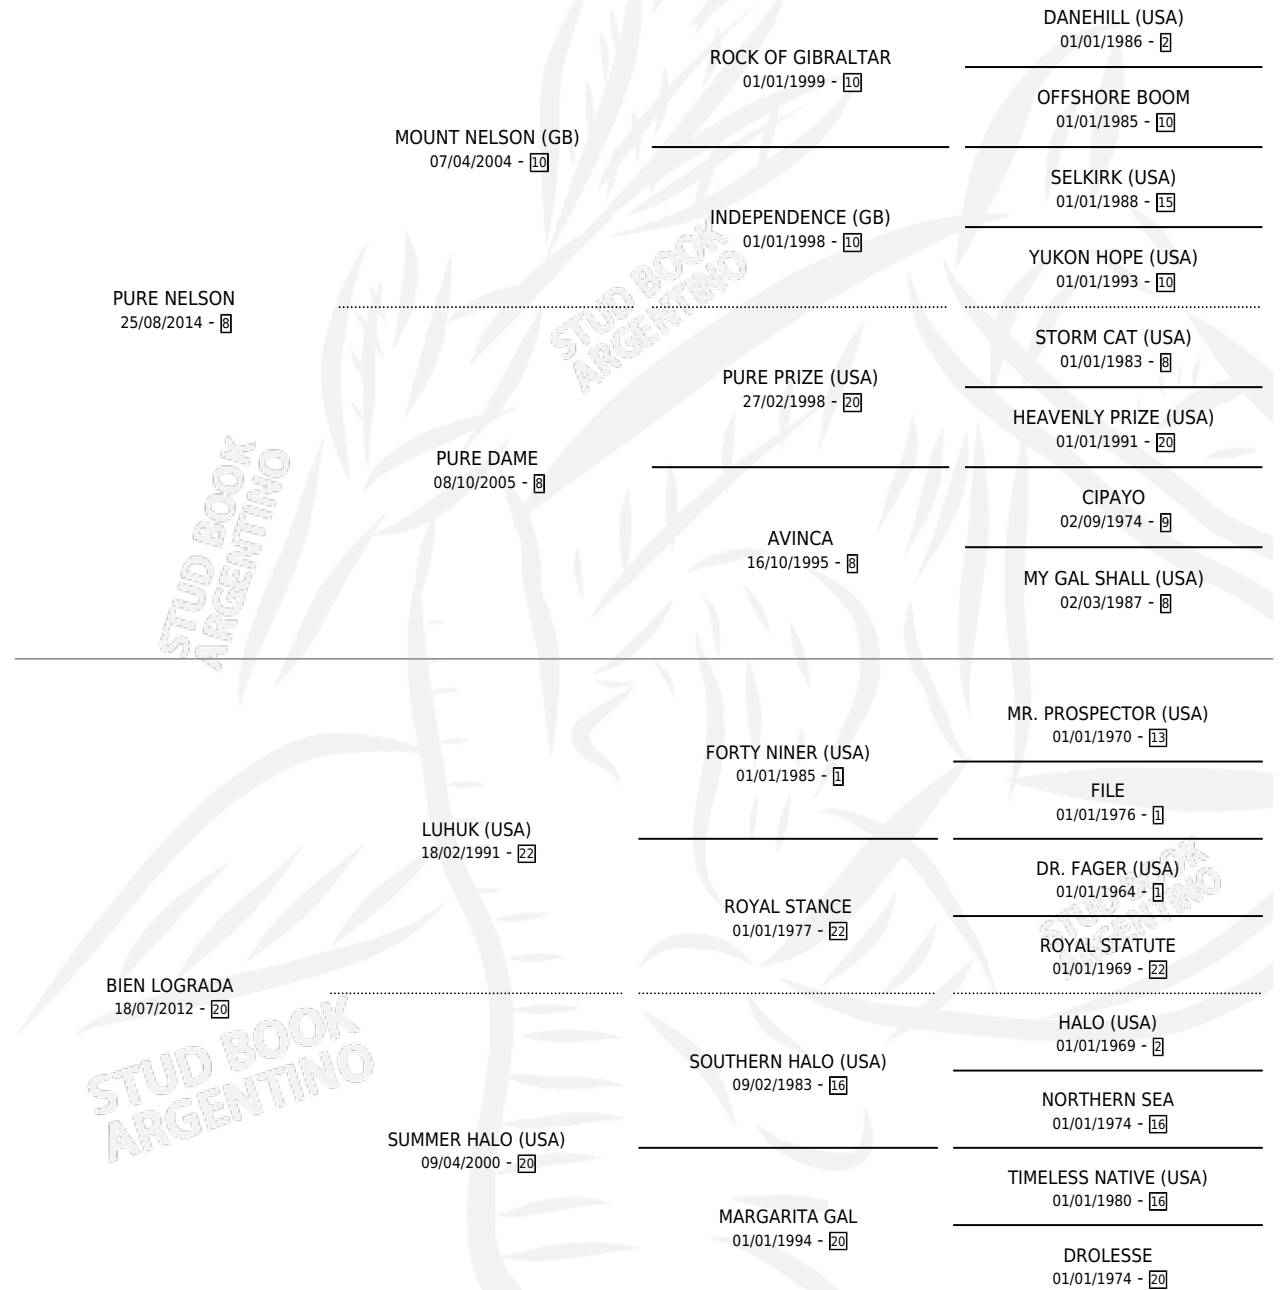 DANEHILL (USA)
01/01/1986 - 2
ROCK OF GIBRALTAR
01/01/1999 - 10
OFFSHORE BOOM
01/01/1985 - 10
MOUNT NELSON (GB)
07/04/2004 - 10
SELKIRK (USA)
01/01/1988 - 15
INDEPENDENCE (GB)
01/01/1998 - 10
YUKON HOPE (USA)
01/01/1993 - 10
PURE NELSON
25/08/2014 - 8
STORM CAT (USA)
01/01/1983 - 8
PURE PRIZE (USA)
27/02/1998 - 20
HEAVENLY PRIZE (USA)
01/01/1991 - 20
PURE DAME
08/10/2005 - 8
CIPAYO
02/09/1974 - 9
AVINCA
16/10/1995 - 8
MY GAL SHALL (USA)
02/03/1987 - 8
STUD BOOK
ARGENTINO
STUD BOOK
ARGENTINO
MR. PROSPECTOR (USA)
01/01/1970 - 13
FORTY NINER (USA)
01/01/1985 - 1
FILE
01/01/1976 - 1
LUHUK (USA)
18/02/1991 - 22
DR. FAGER (USA)
01/01/1964 - 1
ROYAL STANCE
01/01/1977 - 22
ROYAL STATUTE
01/01/1969 - 22
BIEN LOGRADA
18/07/2012 - 20
HALO (USA)
01/01/1969 - 2
SOUTHERN HALO (USA)
09/02/1983 - 16
NORTHERN SEA
01/01/1974 - 16
SUMMER HALO (USA)
09/04/2000 - 20
TIMELESS NATIVE (USA)
01/01/1980 - 16
MARGARITA GAL
01/01/1994 - 20
DROLESSE
01/01/1974 - 20
STUD BOOK
ARGENTINO
STUD BOOK
ARGENTINO